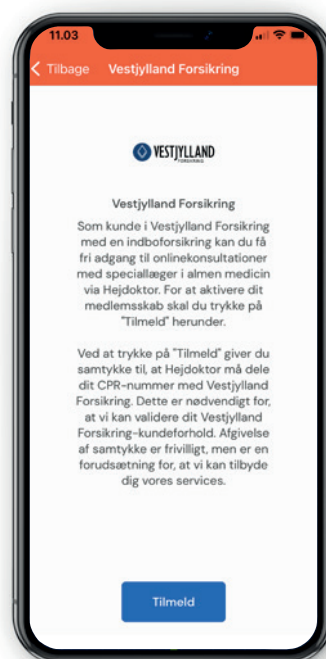 11.03
Tilbage Vestjylland Forsikring
VESTJYLLAND
FORSIKRING
Vestjylland Forsikring
Som kunde i Vestjylland Forsikring
med en indboforsikring kan du få
fri adgang til onlinekonsultationer
med speciallæger i almen medicin
via Hejdoktor. For at aktivere dit
medlemsskab skal du trykke på
"Tilmeld" herunder.
Ved at trykke på "Tilmeld" giver du
samtykke til, at Hejdoktor må dele
dit CPR-nummer med Vestjylland
Forsikring. Dette er nødvendigt for,
at vi kan validere dit Vestjylland
Forsikring-kundeforhold. Afgivelse
af samtykke er frivilligt, men er en
forudsætning for, at vi kan tilbyde
dig vores services.
Tilmeld